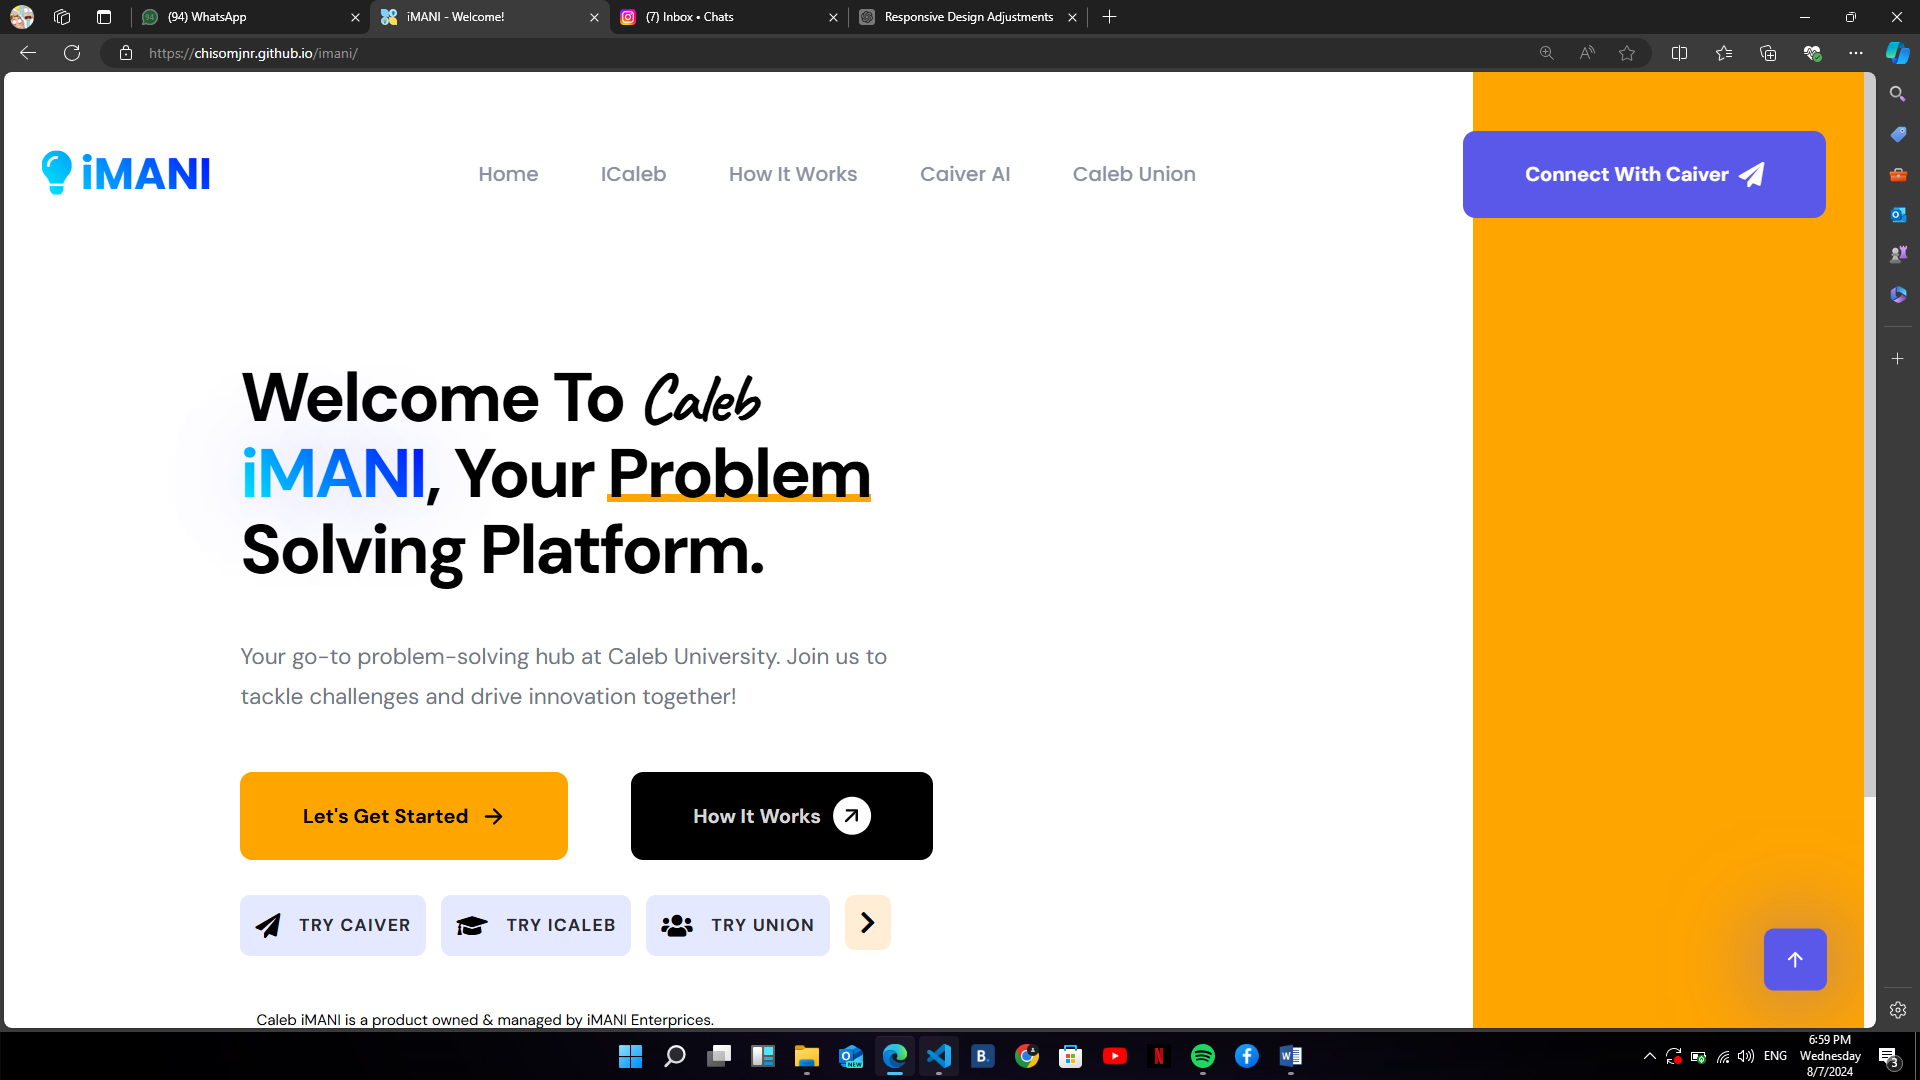 (94) WhatsApp
iMANI - Welcome!
(7) Inbox • Chats
Responsive Design Adjustments
https://chisomjnr.github.io/imani/
iMANI
Home
ICaleb
How It Works
Caiver AI
Caleb Union
Connect With Caiver
Welcome To Caleb
iMANI, Your Problem
Solving Platform.
Your go-to problem-solving hub at Caleb University. Join us to
tackle challenges and drive innovation together!
Let's Get Started
How It Works
TRY CAIVER
TRY ICALEB
TRY UNION
Caleb iMANI is a product owned & managed by iMANI Enterprices.
NEW
B.
ENG
6:59 PM
Wednesday
8/7/2024
3